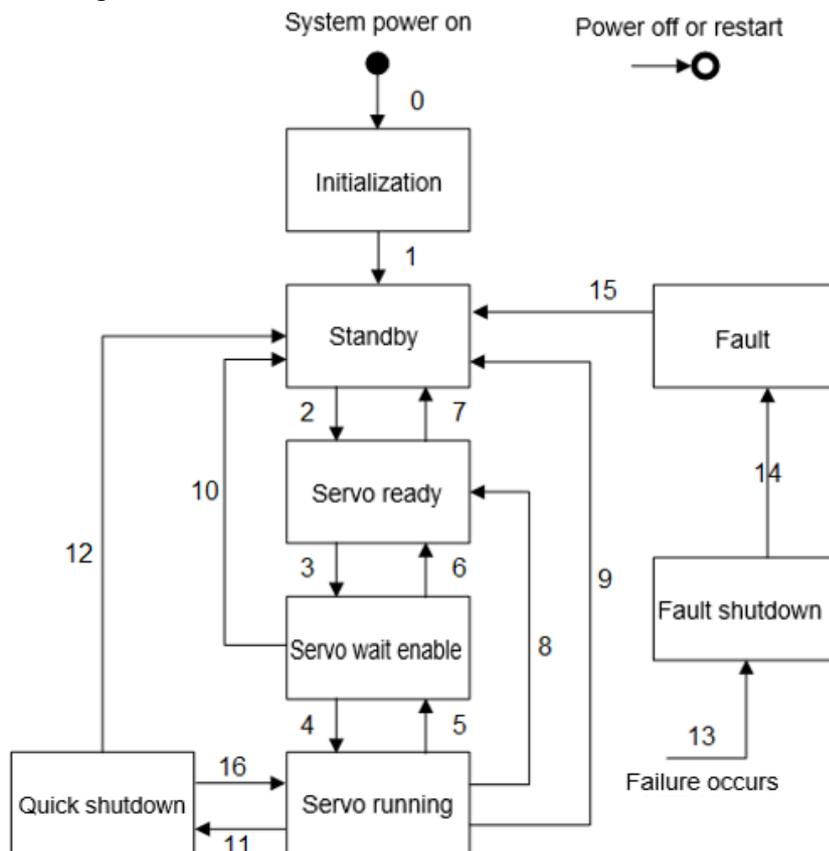 System power on
Power off or restart
0
Initialization
1
15
Standby
Fault
2
7
10
Servo ready
14
12
3
6
9
Fault shutdown
Servo wait enable
8
4
5
13
16
Failure occurs
Quick shutdown
Servo running
11